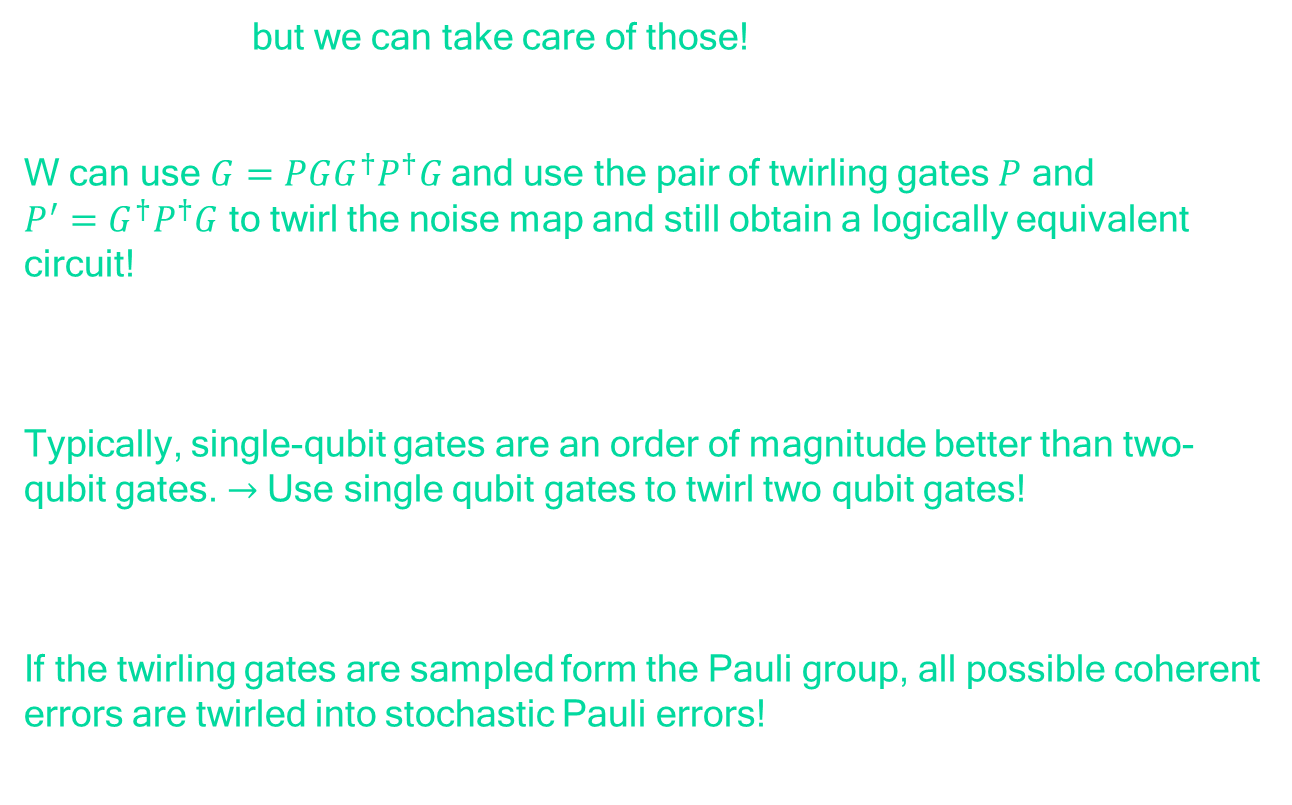 but we can take care of those!
W can use G = PGG†P†G and use the pair of twirling gates P and
P′ = G†P†G to twirl the noise map and still obtain a logically equivalent
circuit!
Typically, single-qubit gates are an order of magnitude better than two-
qubit gates. → Use single qubit gates to twirl two qubit gates!
If the twirling gates are sampled form the Pauli group, all possible coherent
errors are twirled into stochastic Pauli errors!